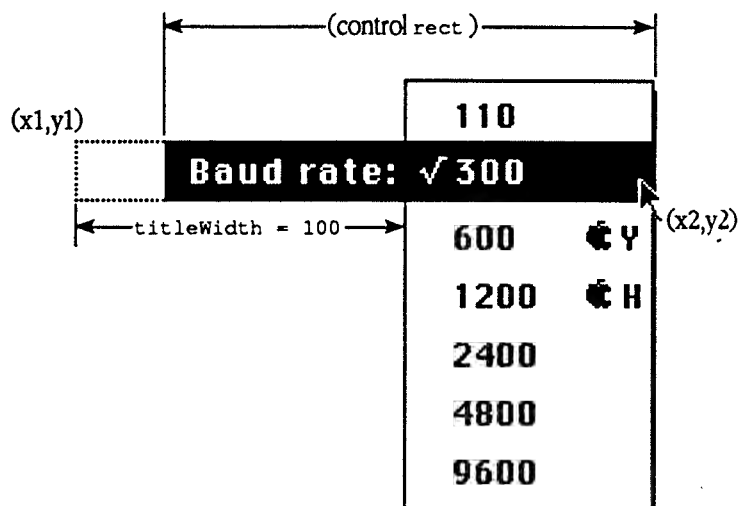 (control rect)
110
(x1,y1)
Baud rate: √ 300
(x2,y2)
titleWidth = 100
600 Y
1200 H
2400
4800
9600